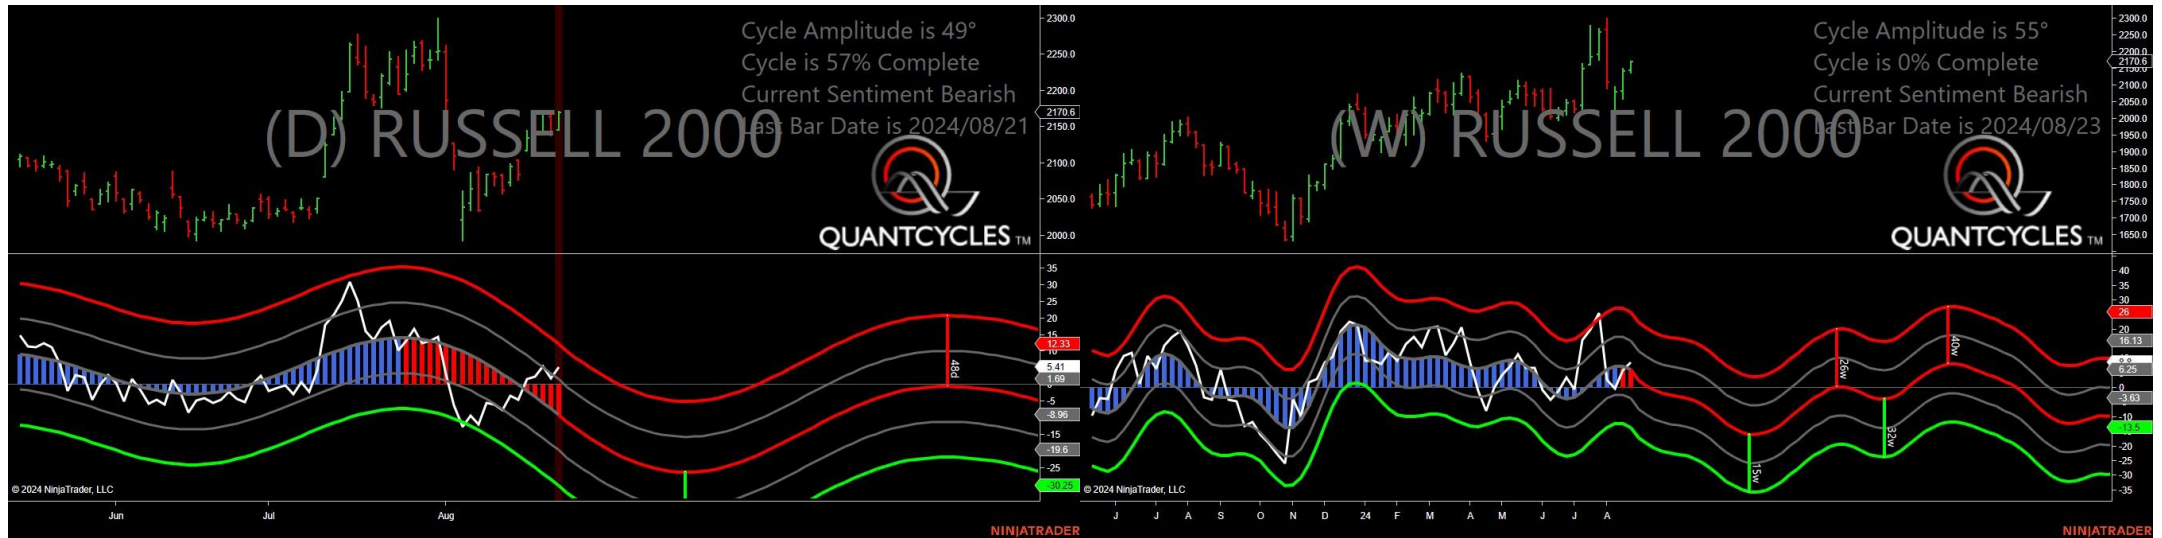 Cycle Amplitude is 49°
Cycle is 57% Complete
Current Sentiment Bearish
Last Bar Date is 2024/08/21
(D) RUSSELL 2000
QUANTCYCLES TM
2300.0
2250.0
2200.0
2170.6
2150.0
2100.0
2050.0
2000.0
35
30
25
20
15
12.33
10
5.41
1.69
-5
-8.96
-15
-19.6
-25
-30.25
48d
© 2024 NinjaTrader, LLC
Jun Jul Aug
NINJATRADER
Cycle Amplitude is 55°
Cycle is 0% Complete
Current Sentiment Bearish
Last Bar Date is 2024/08/23
(W) RUSSELL 2000
QUANTCYCLES TM
2300.0
2250.0
2200.0
2170.6
2150.0
2100.0
2050.0
2000.0
1950.0
1900.0
1850.0
1800.0
1750.0
1700.0
1650.0
40
35
30
26
20
16.13
6.25
0
-3.63
-10
-13.5
-20
-25
-30
-35
15w
26w
32w
40w
© 2024 NinjaTrader, LLC
J J A S O N D 24 F M A M J J A
NINJATRADER